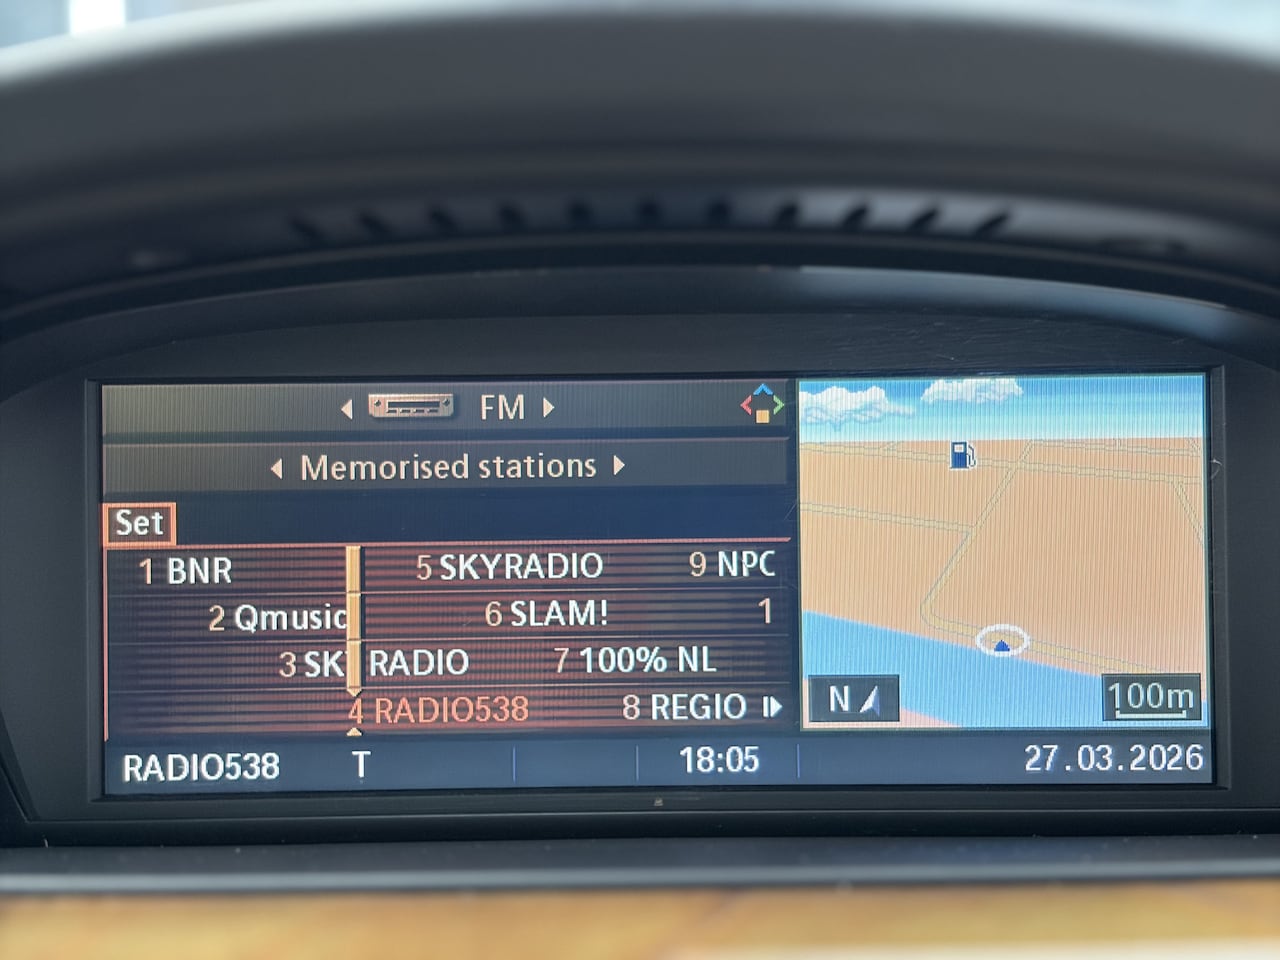 FM
Memorised stations
Set
1 BNR 5 SKYRADIO 9 NPC
2 Qmusic 6 SLAM! 1
3 SK RADIO 7 100% NL
4 RADIO538 8 REGIO
N 100m
RADIO538 T 18:05 27.03.2026